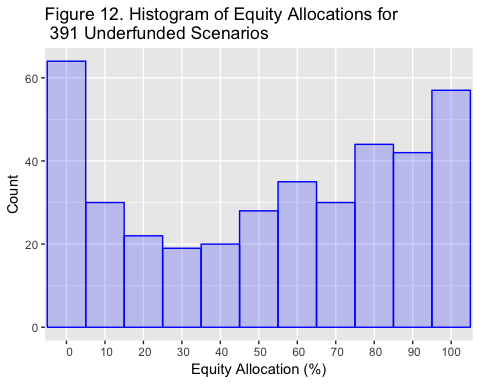 Figure 12. Histogram of Equity Allocations for
391 Underfunded Scenarios
60
40
20
0
Count
0 10 20 30 40 50 60 70 80 90 100
Equity Allocation (%)